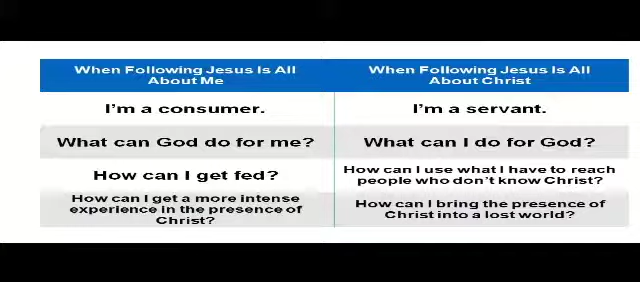 When Following Jesus Is All
About Me
When Following Jesus Is All
About Christ
I'm a consumer.
I'm a servant.
What can God do for me?
What can I do for God?
How can I get fed?
How can I use what I have to reach
people who don't know Christ?
How can I get a more intense
experience in the presence of
Christ?
How can I bring the presence of
Christ into a lost world?